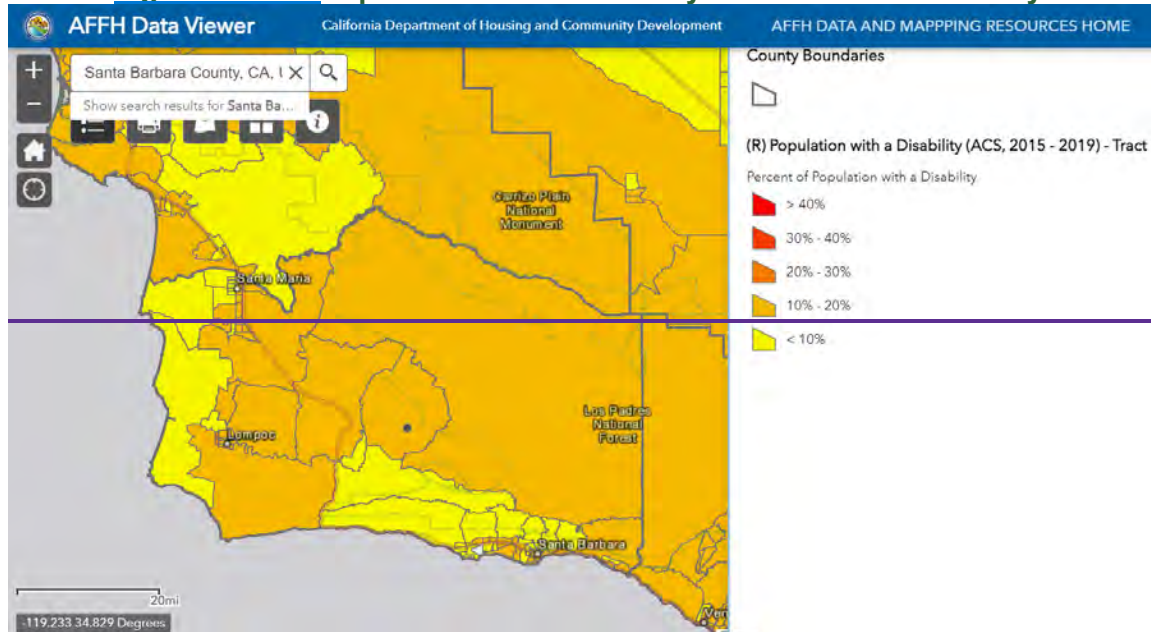 AFFH Data Viewer
California Department of Housing and Community Development
AFFH DATA AND MAPPPING RESOURCES HOME
+
Santa Barbara County, CA, U
Show search results for Santa Ba...
−
Carrizo Plain
National
Monument
Santa Maria
Los Padres
National
Forest
Lompoc
Santa Barbara
Ven
20mi
-119.233 34.829 Degrees
County Boundaries
(R) Population with a Disability (ACS, 2015 - 2019) - Tract
Percent of Population with a Disability
> 40%
30% - 40%
20% - 30%
10% - 20%
< 10%